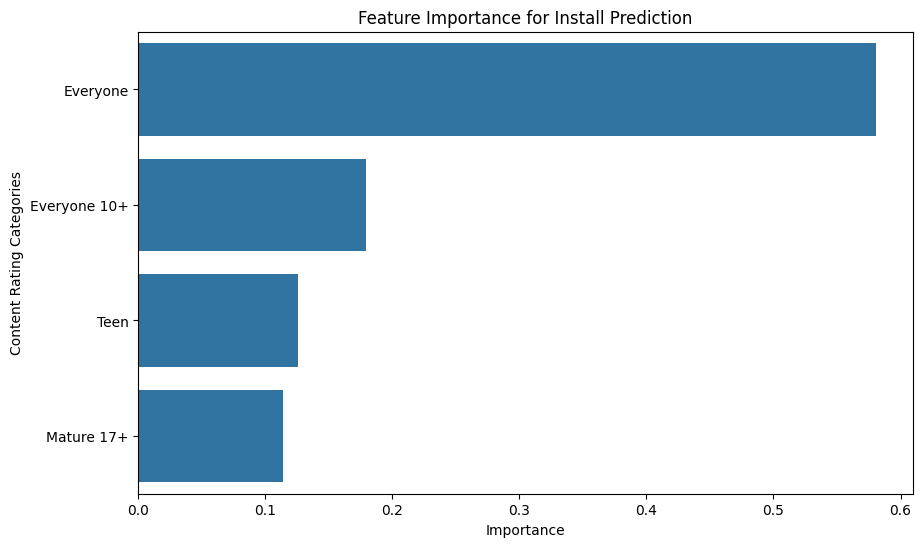 Feature Importance for Install Prediction
Content Rating Categories
Everyone
Everyone 10+
Teen
Mature 17+
0.0 0.1 0.2 0.3 0.4 0.5 0.6
Importance